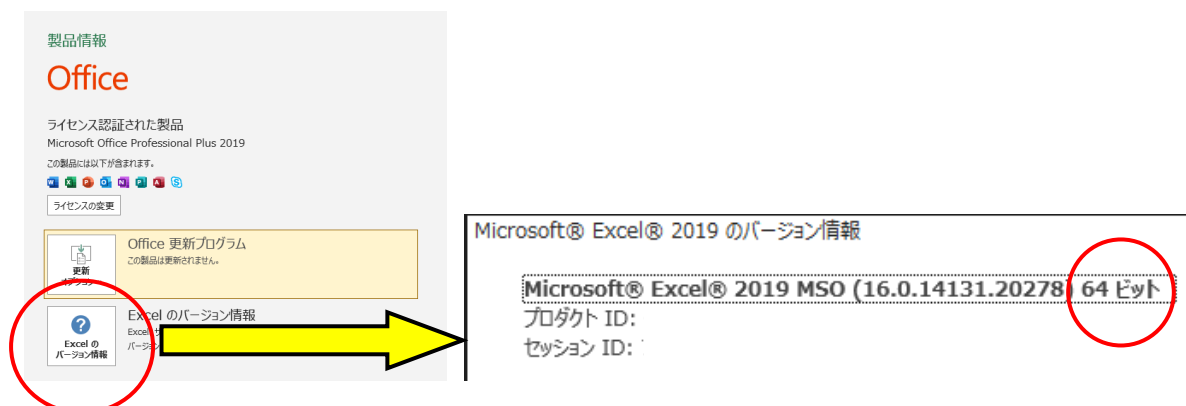 製品情報
Office
ライセンス認証された製品
Microsoft Office Professional Plus 2019
この製品には以下が含まれます。
ライセンスの変更
更新
オプション
Office 更新プログラム
この製品は更新されません。
Excel の
バージョン情報
Excel のバージョン情報
Microsoft® Excel® 2019 のバージョン情報
Microsoft® Excel® 2019 MSO (16.0.14131.20278) 64 ビット
プロダクト ID:
セッション ID: